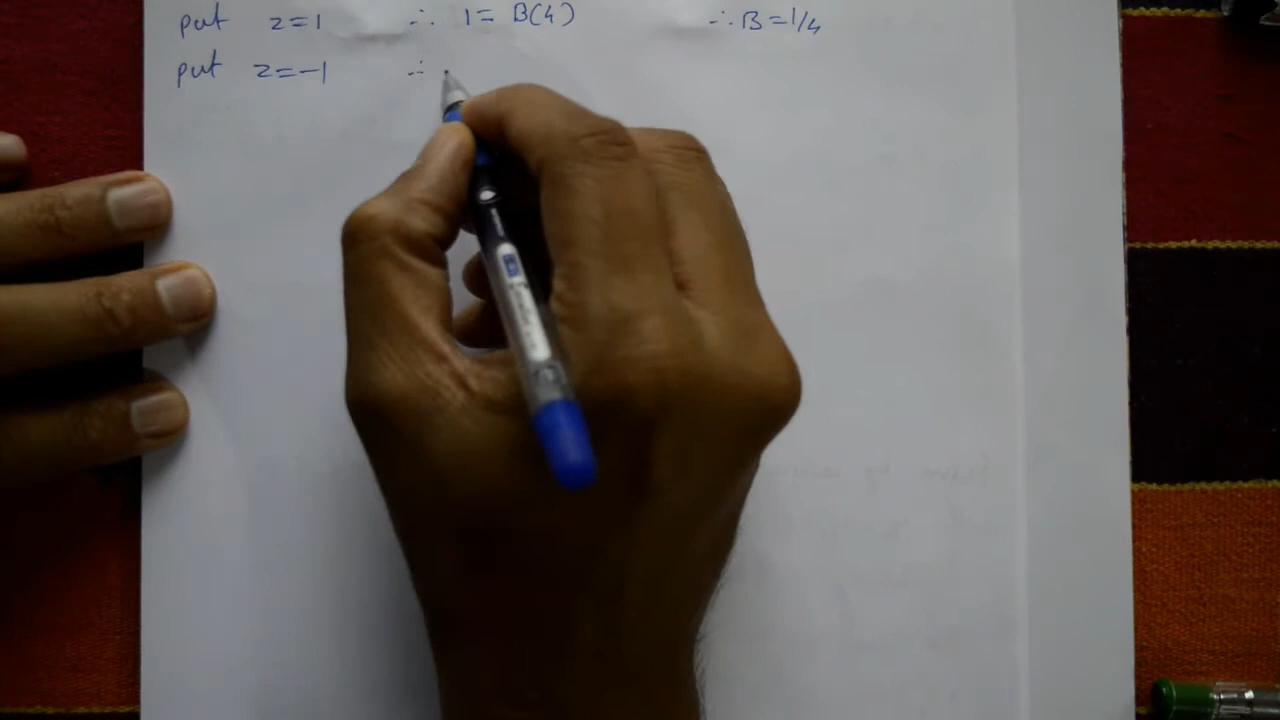 put z=1 ∴ 1= B(4) ∴ B=1/4
put z=-1 ∴